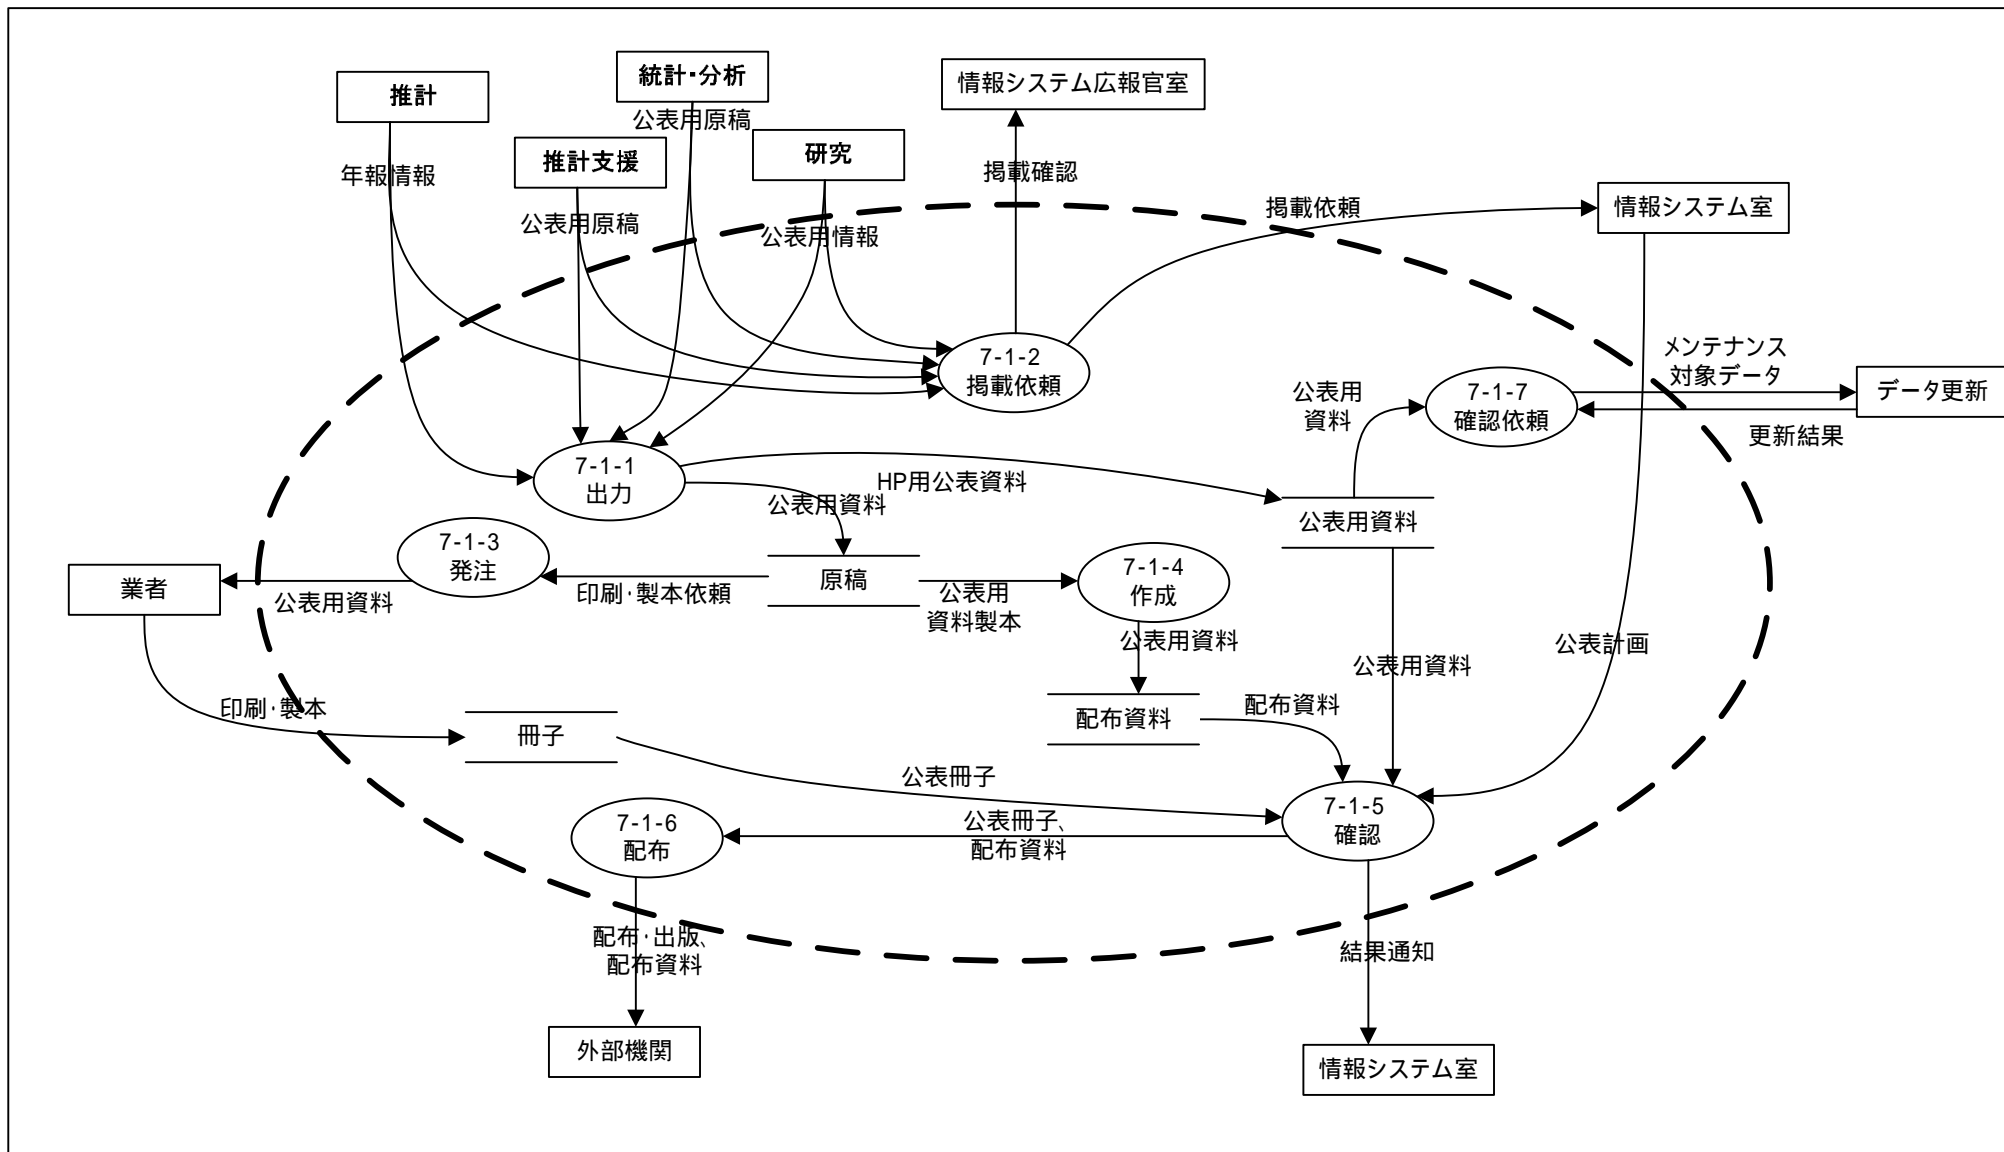 推計
統計・分析
情報システム広報官室
公表用原稿
推計支援
研究
年報情報
掲載確認
公表用原稿
公表用情報
掲載依頼
情報システム室
7-1-2
掲載依頼
メンテナンス
対象データ
データ更新
公表用
資料
7-1-7
確認依頼
更新結果
7-1-1
出力
HP用公表資料
公表用資料
公表用資料
7-1-3
発注
原稿
7-1-4
作成
業者
公表用資料
印刷・製本依頼
公表用
資料製本
公表用資料
公表用資料
公表計画
印刷・製本
冊子
配布資料
配布資料
公表冊子
7-1-6
配布
公表冊子、
配布資料
7-1-5
確認
配布・出版、
配布資料
結果通知
外部機関
情報システム室